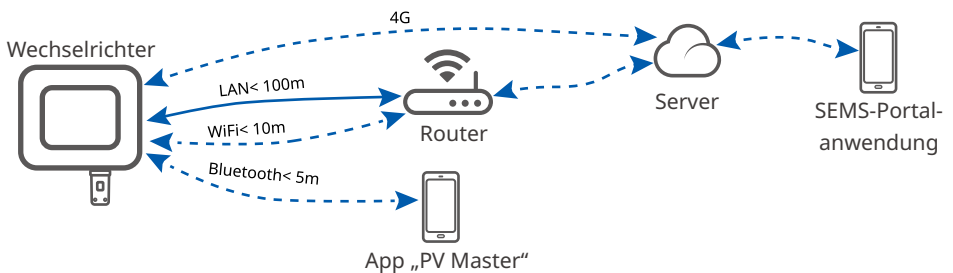 4G
Wechselrichter
LAN< 100m
WiFi< 10m
Router
Server
SEMS-Portal-
anwendung
Bluetooth< 5m
App „PV Master“